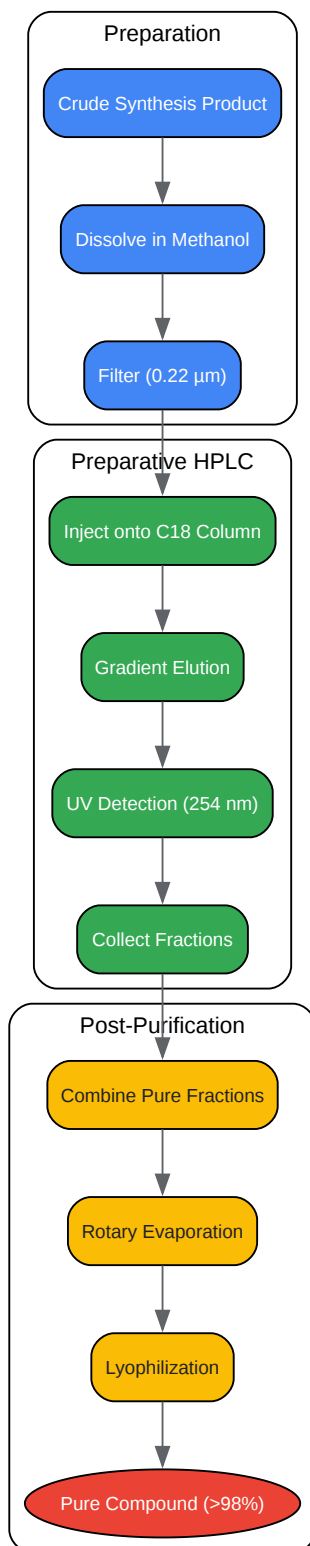 Preparation
Crude Synthesis Product
Dissolve in Methanol
Filter (0.22 µm)
Preparative HPLC
Inject onto C18 Column
Gradient Elution
UV Detection (254 nm)
Collect Fractions
Post-Purification
Combine Pure Fractions
Rotary Evaporation
Lyophilization
Pure Compound (>98%)